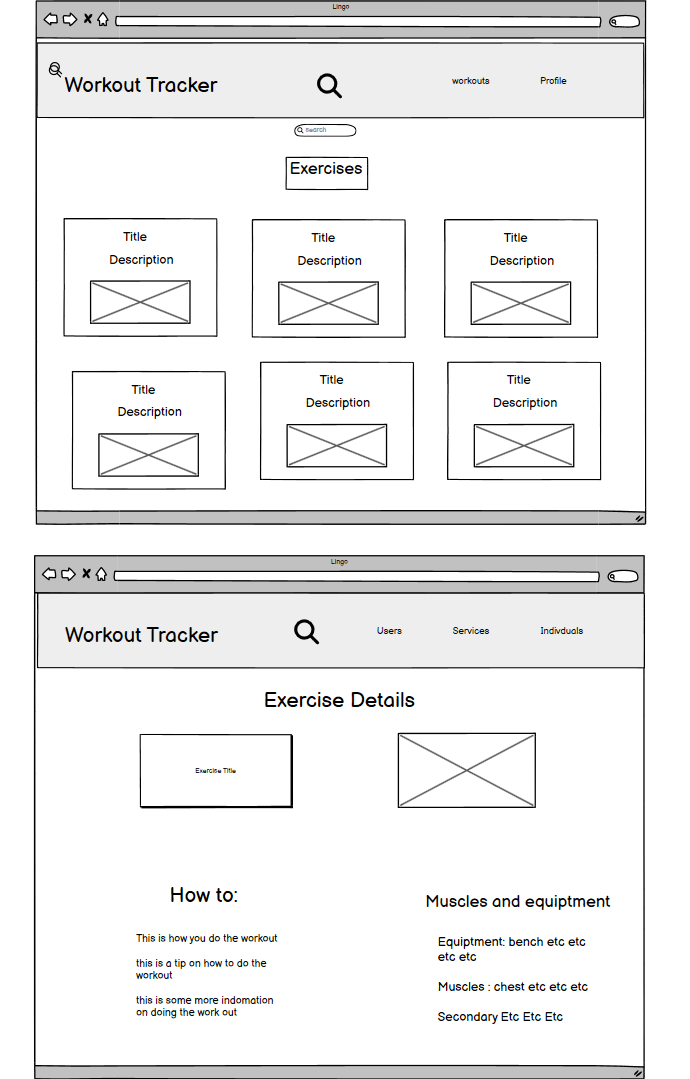 Lingo
Workout Tracker
workouts
Profile
search
Exercises
Title
Description
Title
Description
Title
Description
Title
Description
Title
Description
Title
Description
Lingo
Workout Tracker
Users
Services
Indivduals
Exercise Details
Exercise Title
How to:
This is how you do the workout
this is a tip on how to do the
workout
this is some more indomation
on doing the work out
Muscles and equiptment
Equiptment: bench etc etc
etc etc
Muscles : chest etc etc etc
Secondary Etc Etc Etc